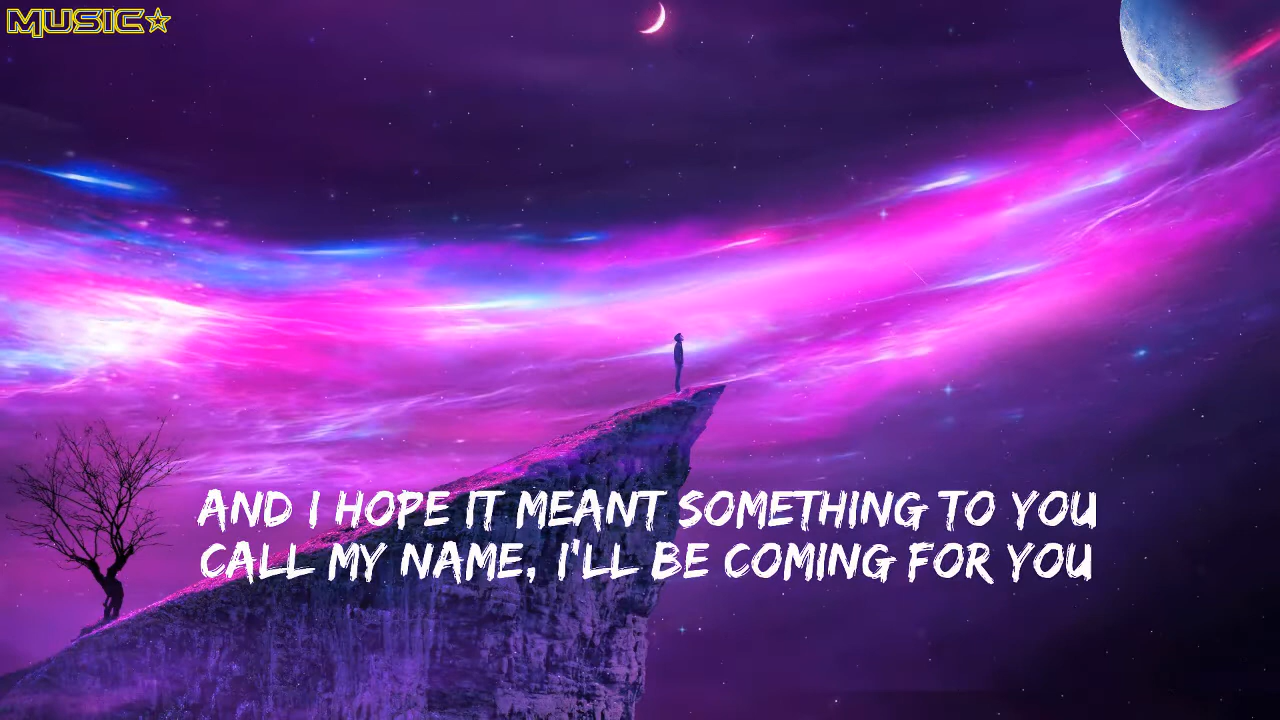 MUSIC☆
AND I HOPE IT MEANT SOMETHING TO YOU
CALL MY NAME, I'LL BE COMING FOR YOU